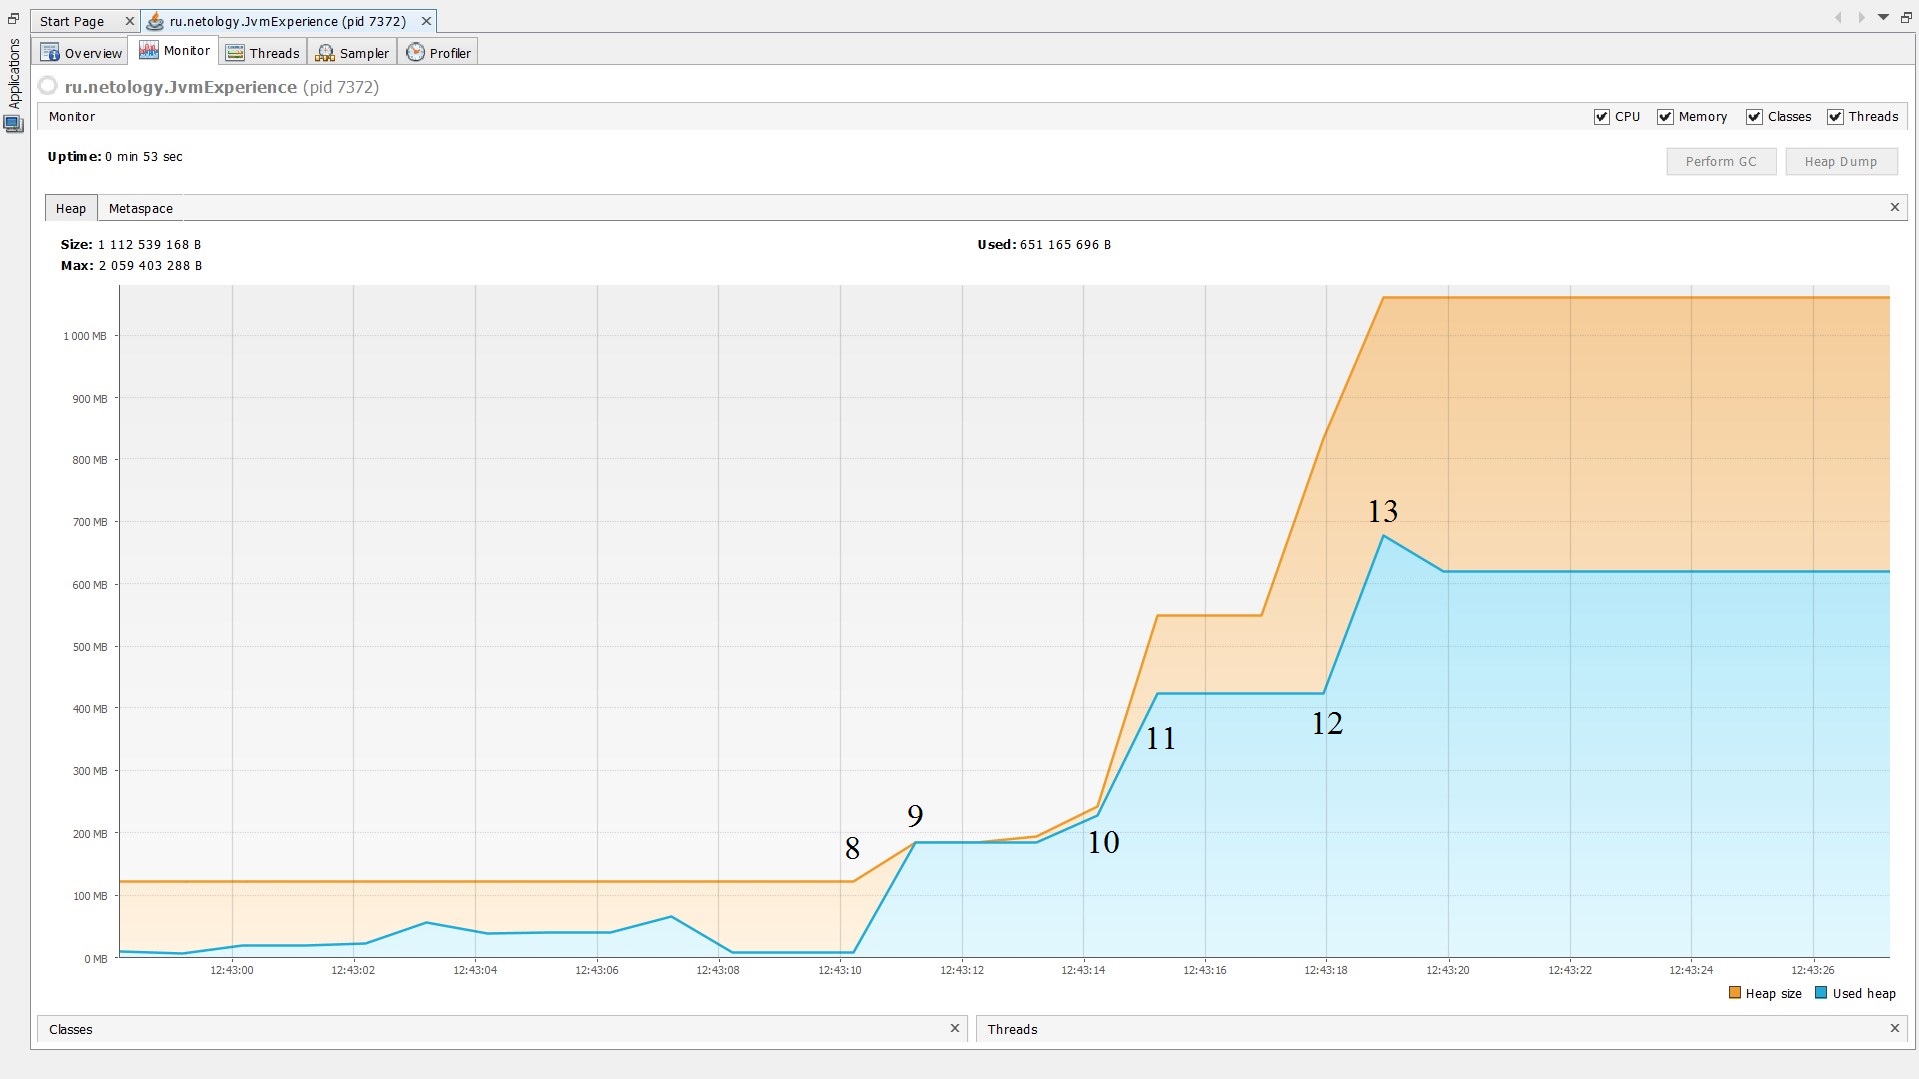 Start Page
ru.netology.JvmExperience (pid 7372)
Applications
Overview
Monitor
Threads
Sampler
Profiler
ru.netology.JvmExperience (pid 7372)
Monitor
CPU
Memory
Classes
Threads
Uptime: 0 min 53 sec
Perform GC
Heap Dump
Heap
Metaspace
Size: 1 112 539 168 B
Used: 651 165 696 B
Max: 2 059 403 288 B
1 000 MB
900 MB
800 MB
700 MB
600 MB
500 MB
400 MB
300 MB
200 MB
100 MB
0 MB
8
9
10
11
12
13
12:43:00
12:43:02
12:43:04
12:43:06
12:43:08
12:43:10
12:43:12
12:43:14
12:43:16
12:43:18
12:43:20
12:43:22
12:43:24
12:43:26
Heap size
Used heap
Classes
Threads